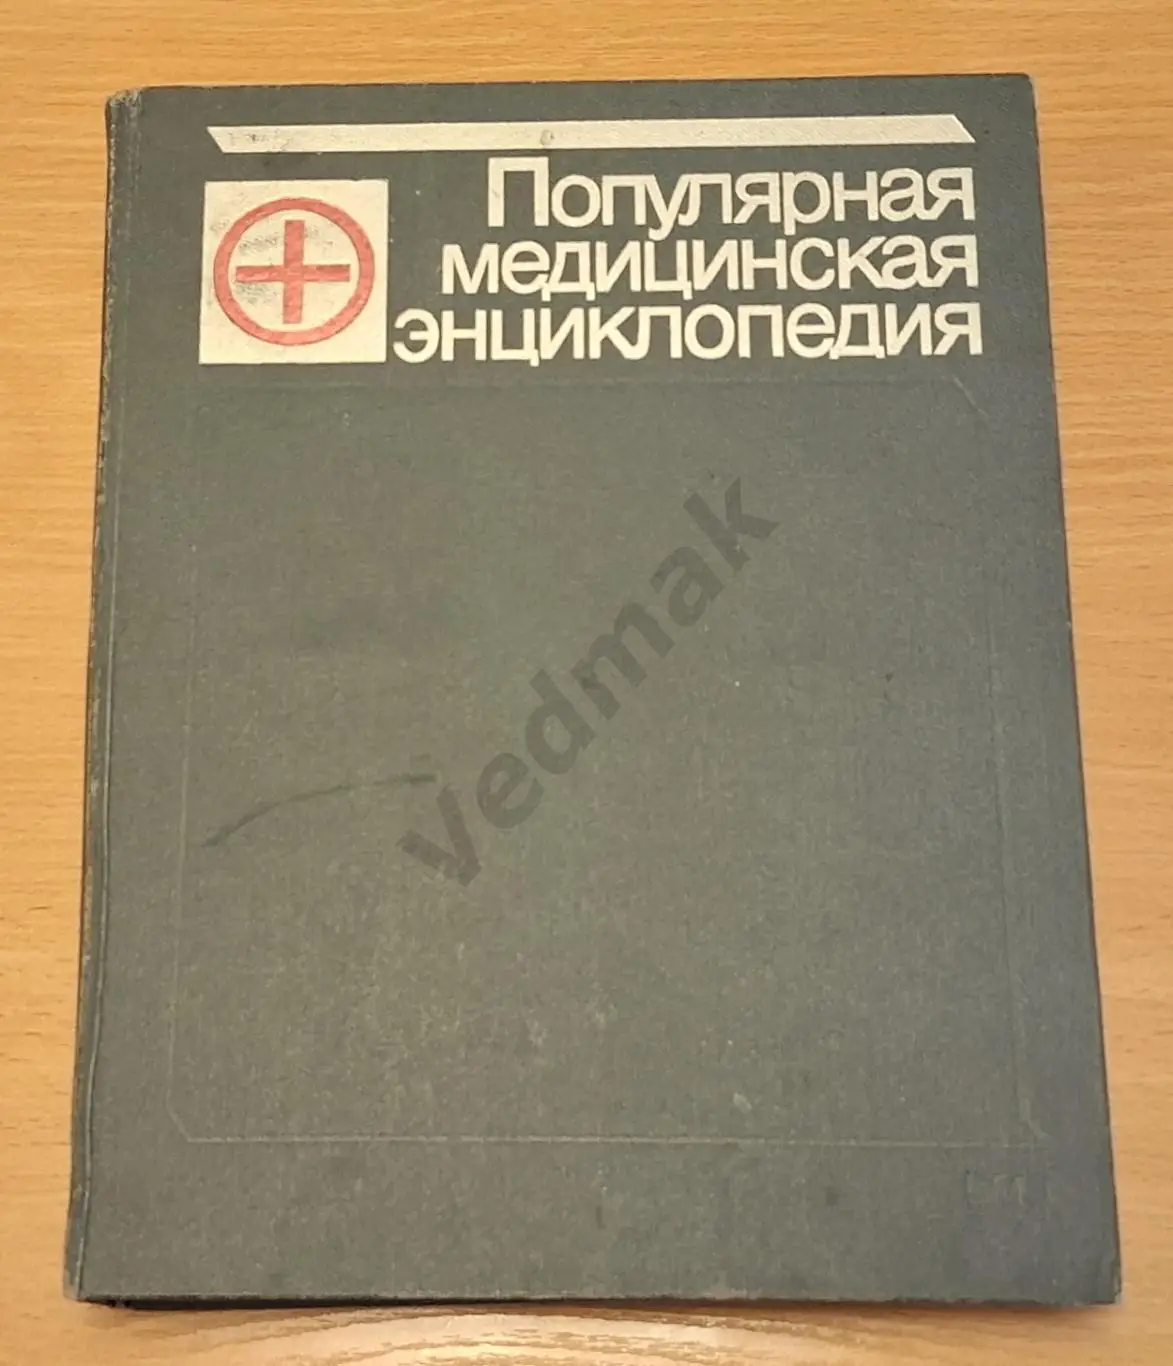 Популярная
медицинская
энциклопедия
Vedmak